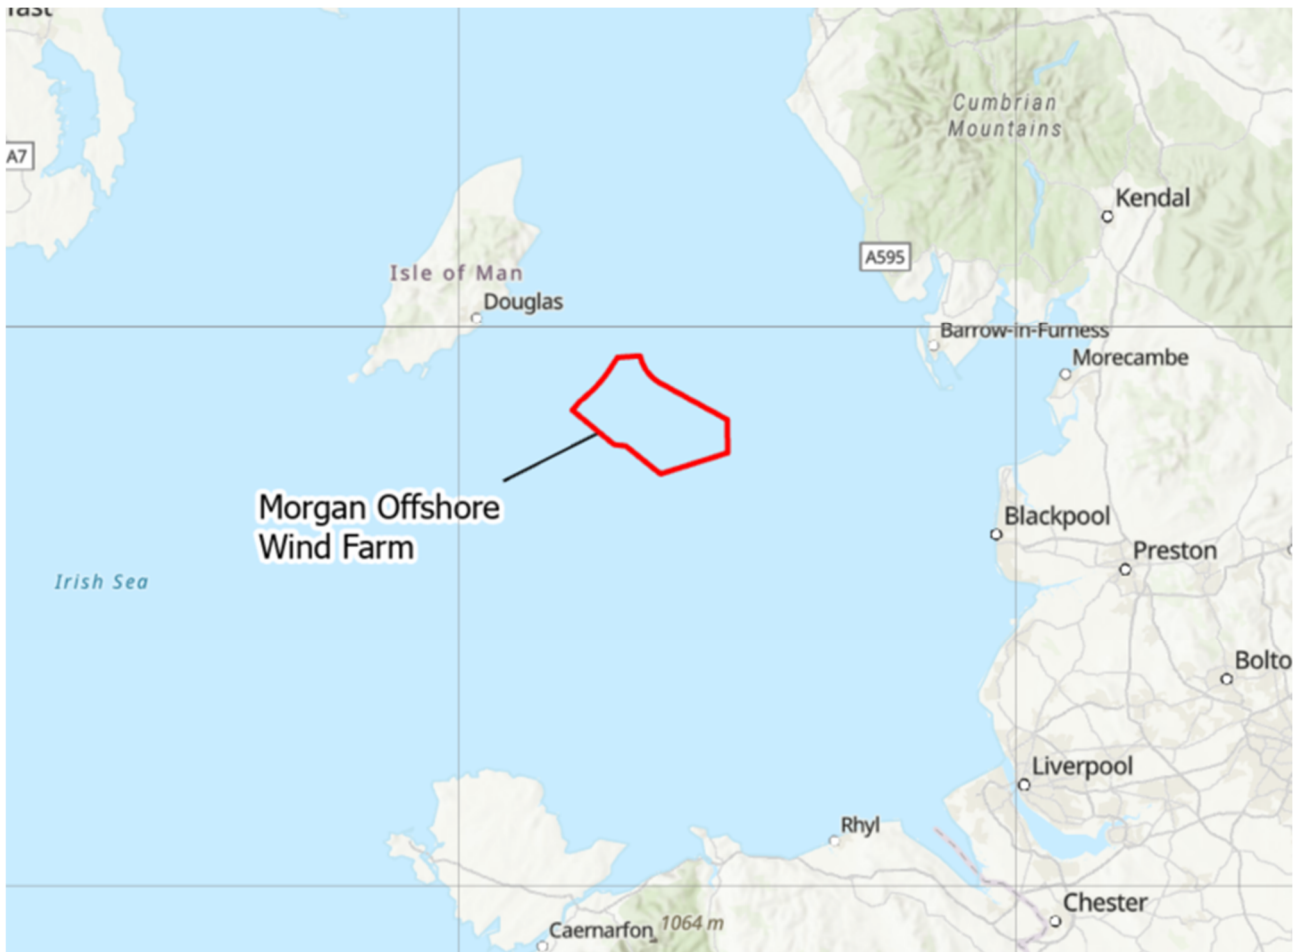 Cumbrian
Mountains
A7
Kendal
A595
Isle of Man
Douglas
Barrow-in-Furness
Morecambe
Morgan Offshore
Wind Farm
Blackpool
Preston
Irish Sea
Bolto
Liverpool
Rhyl
Chester
Caernarfon
1064 m